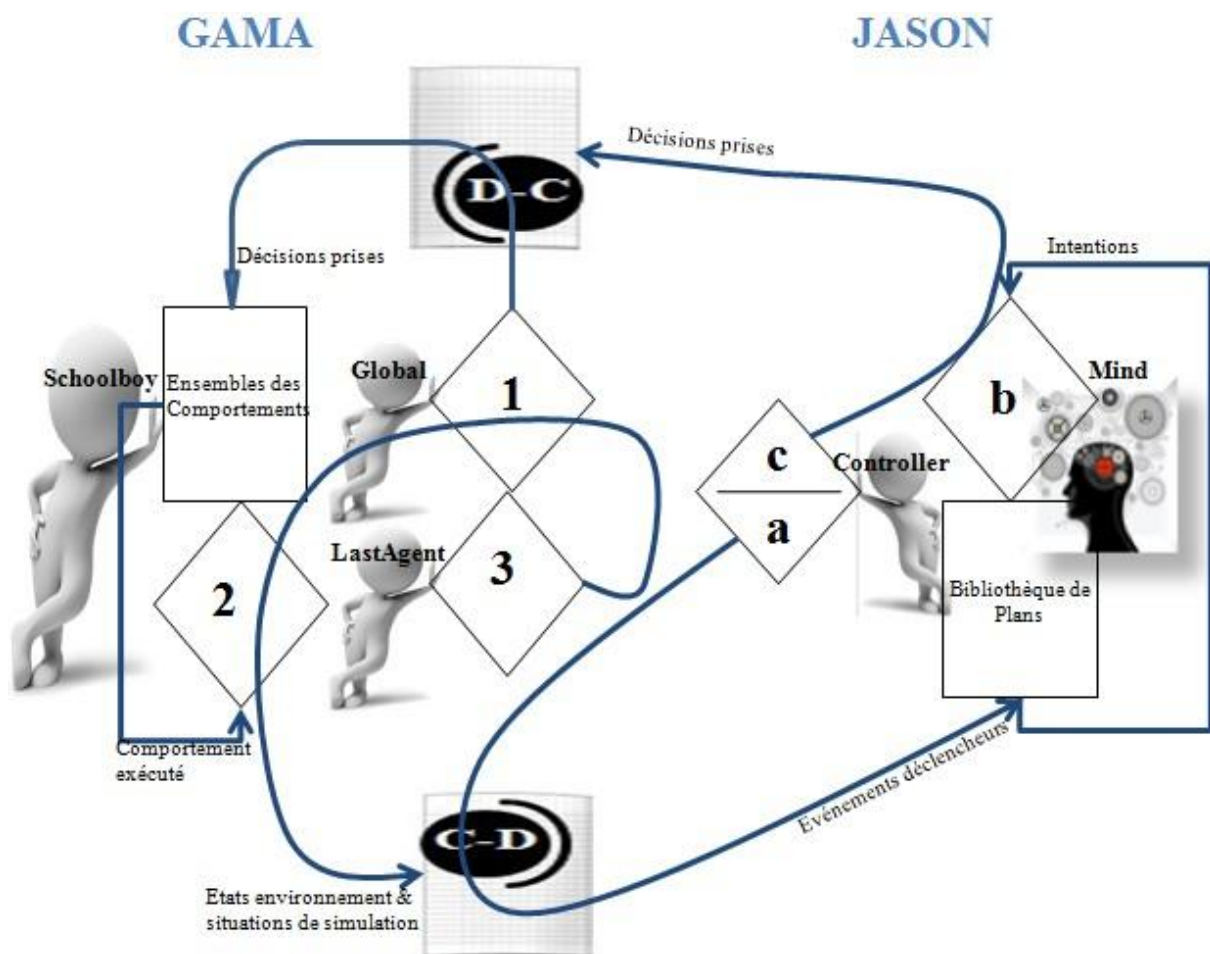 GAMA
JASON
Décisions prises
D-C
Décisions prises
Intentions
Schoolboy
Ensembles des
Comportements
Global
1
b
Mind
c
a
Controller
LastAgent
3
2
Bibliothèque de
Plans
Comportement
exécuté
Evénements déclencheurs
C-D
Etats environnement &
situations de simulation